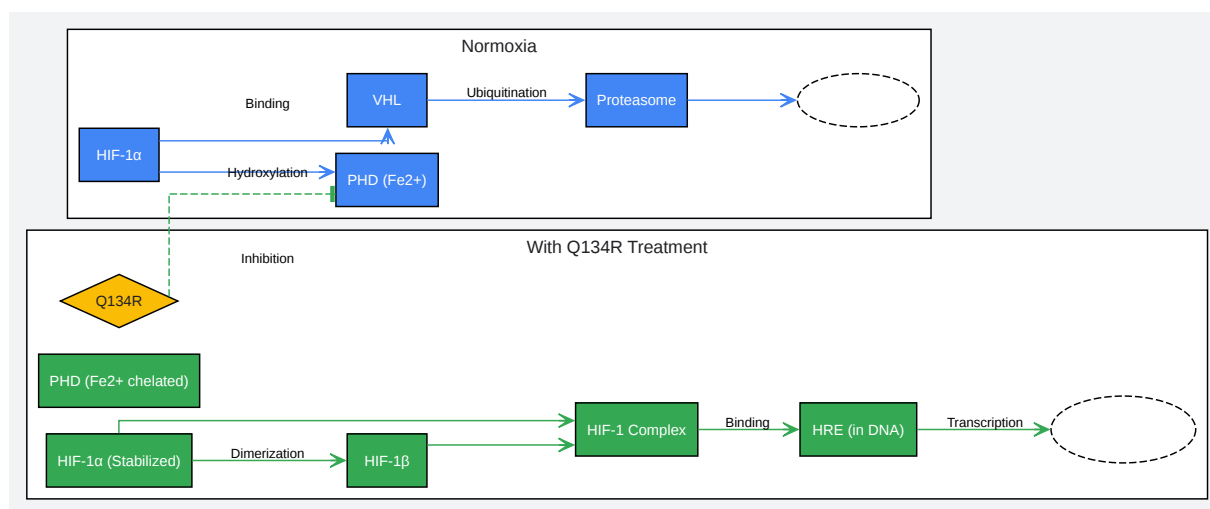 Normoxia
VHL
Ubiquitination
Proteasome
Binding
HIF-1α
Hydroxylation
PHD (Fe2+)
With Q134R Treatment
Inhibition
Q134R
PHD (Fe2+ chelated)
HIF-1 Complex
Binding
HRE (in DNA)
Transcription
HIF-1α (Stabilized)
Dimerization
HIF-1β